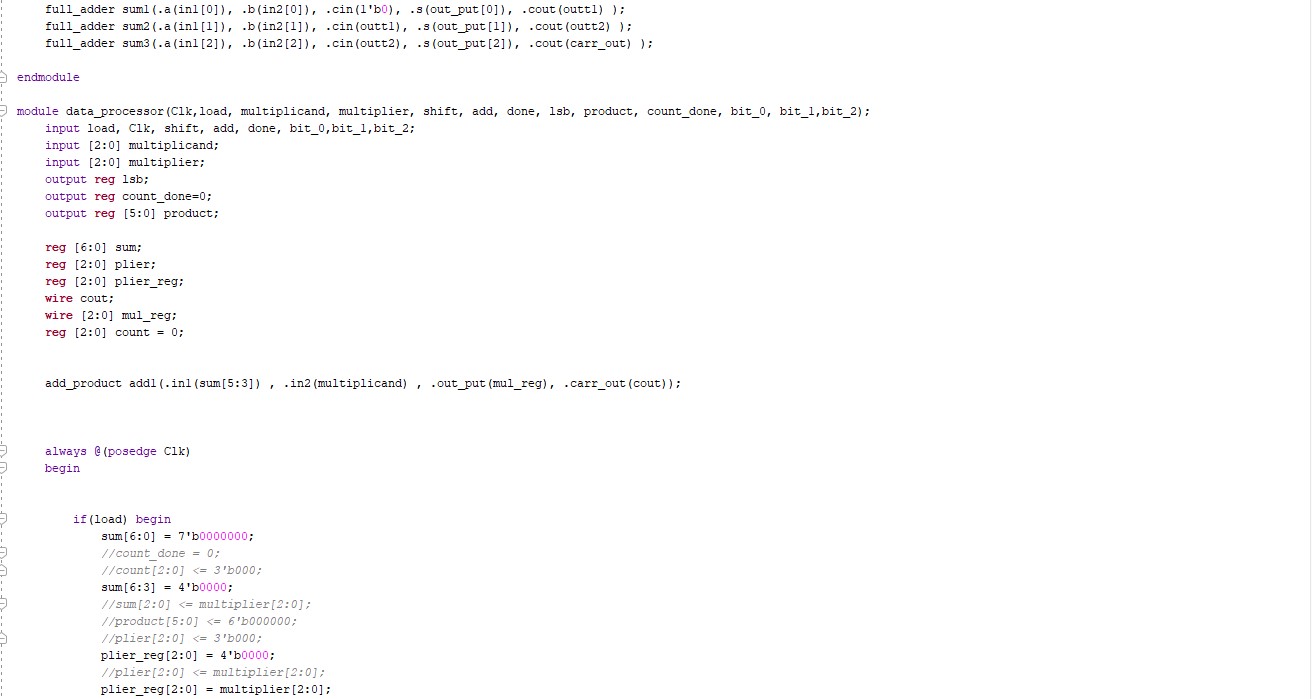 full_adder sum1(.a(in1[0]), .b(in2[0]), .cin(1'b0), .s(out_put[0]), .cout(outt1) );
full_adder sum2(.a(in1[1]), .b(in2[1]), .cin(outt1), .s(out_put[1]), .cout(outt2) );
full_adder sum3(.a(in1[2]), .b(in2[2]), .cin(outt2), .s(out_put[2]), .cout(carr_out) );
endmodule
module data_processor(Clk,load, multiplicand, multiplier, shift, add, done, lsb, product, count_done, bit_0, bit_1,bit_2);
input load, Clk, shift, add, done, bit_0,bit_1,bit_2;
input [2:0] multiplicand;
input [2:0] multiplier;
output reg lsb;
output reg count_done=0;
output reg [5:0] product;
reg [6:0] sum;
reg [2:0] plier;
reg [2:0] plier_reg;
wire cout;
wire [2:0] mul_reg;
reg [2:0] count = 0;
add_product add1(.in1(sum[5:3]) , .in2(multiplicand) , .out_put(mul_reg), .carr_out(cout));
always @(posedge Clk)
begin
if(load) begin
sum[6:0] = 7'b0000000;
//count_done = 0;
//count[2:0] <= 3'b000;
sum[6:3] = 4'b0000;
//sum[2:0] <= multiplier[2:0];
//product[5:0] <= 6'b000000;
//plier[2:0] <= 3'b000;
plier_reg[2:0] = 4'b0000;
//plier[2:0] <= multiplier[2:0];
plier_reg[2:0] = multiplier[2:0];